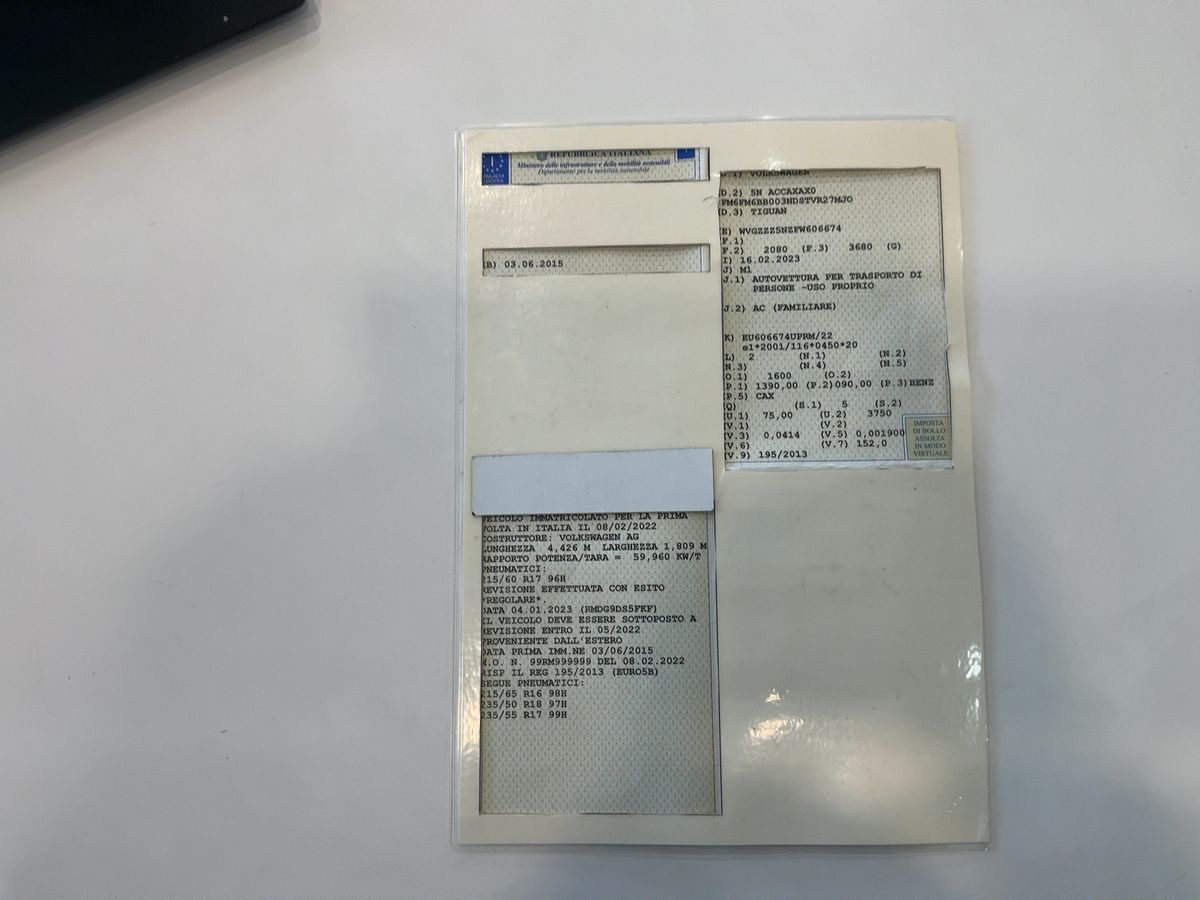 COMUNITÀ
EUROPEA
REPUBBLICA ITALIANA
Ministero delle infrastrutture e della mobilità sostenibili
Dipartimento per la mobilità sostenibile
(B) 03.06.2015
VEICOLO IMMATRICOLATO PER LA PRIMA
VOLTA IN ITALIA IL 08/02/2022
COSTRUTTORE: VOLKSWAGEN AG
LUNGHEZZA 4,426 M LARGHEZZA 1,809 M
RAPPORTO POTENZA/TARA = 59,960 KW/T
PNEUMATICI:
215/60 R17 96H
REVISIONE EFFETTUATA CON ESITO
*REGOLARE*.
DATA 04.01.2023 (RMDG9DS5FKF)
IL VEICOLO DEVE ESSERE SOTTOPOSTO A
REVISIONE ENTRO IL 05/2022
PROVENIENTE DALL'ESTERO
DATA PRIMA IMM.NE 03/06/2015
M.O. N. 99RM999999 DEL 08.02.2022
RISP IL REG 195/2013 (EURO5B)
SEGUE PNEUMATICI:
215/65 R16 98H
235/50 R18 97H
235/55 R17 99H
(D.1) VOLKSWAGEN
(D.2) 5N ACCAXAX0
FM6FM6BB003NDSTVR27MJO
(D.3) TIGUAN
(E) WVGZZZ5NZFW606674
(F.1)
(F.2) 2080 (F.3) 3680 (G)
(I) 16.02.2023
(J) M1
(J.1) AUTOVETTURA PER TRASPORTO DI
PERSONE -USO PROPRIO
(J.2) AC (FAMILIARE)
(K) EU606674UPRM/22
e1*2001/116*0450*20
(L) 2 (N.1) (N.2)
(N.3) (N.4) (N.5)
(O.1) 1600 (O.2)
(P.1) 1390,00 (P.2)090,00 (P.3)BENZ
(P.5) CAX
(Q) (S.1) 5 (S.2)
(U.1) 75,00 (U.2) 3750
(V.1) (V.2)
(V.3) 0,0414 (V.5) 0,001900
(V.6) (V.7) 152,0
(V.9) 195/2013
IMPOSTA
DI BOLLO
ASSOLTA
IN MODO
VIRTUALE